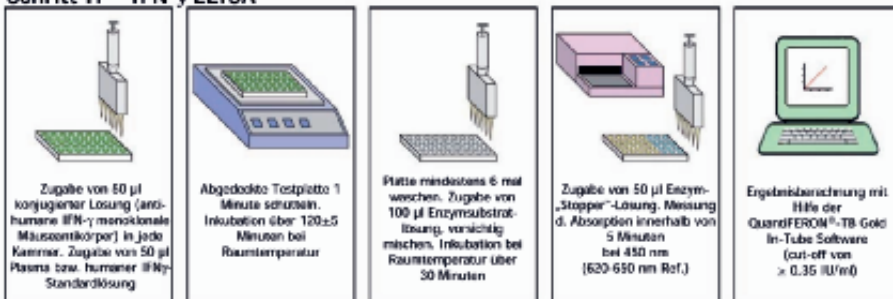 Schritt II – IFN-γ ELISA
Zugabe von 50 µl
konjugierter Lösung (anti-
humane IFN-γ monoklonale
Mäuseantikörper) in jede
Kammer. Zugabe von 50 µl
Plasma bzw. humaner IFNγ-
Standardlösung
Abgedeckte Testplatte 1
Minute schütteln.
Inkubation über 120±5
Minuten bei
Raumtemperatur
Platte mindestens 6 mal
waschen. Zugabe von
100 µl Enzymsubstrat-
lösung, vorsichtig
mischen. Inkubation bei
Raumtemperatur über
30 Minuten
Zugabe von 50 µl Enzym-
„Stopper“-Lösung. Messung
d. Absorption innerhalb von
5 Minuten
bei 450 nm
(620-650 nm Ref.)
Ergebnisberechnung mit
Hilfe der
QuantiFERON®-TB Gold
In-Tube Software
(cut-off von
≥ 0.35 IU/ml)